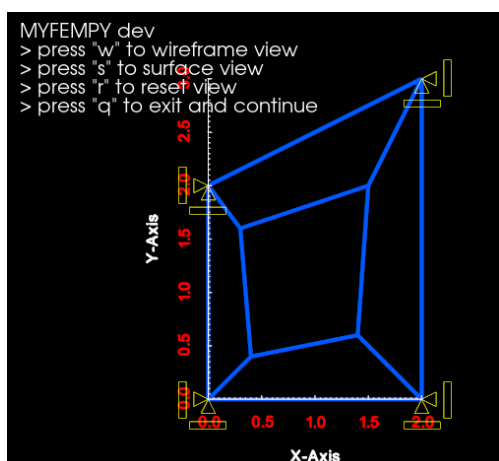 MYFEMPY dev
> press "w" to wireframe view
> press "s" to surface view
> press "r" to reset view
> press "q" to exit and continue
3.0
2.5
2.0
1.5
1.0
0.5
0.0
Y-Axis
0.0 0.5 1.0 1.5 2.0
X-Axis